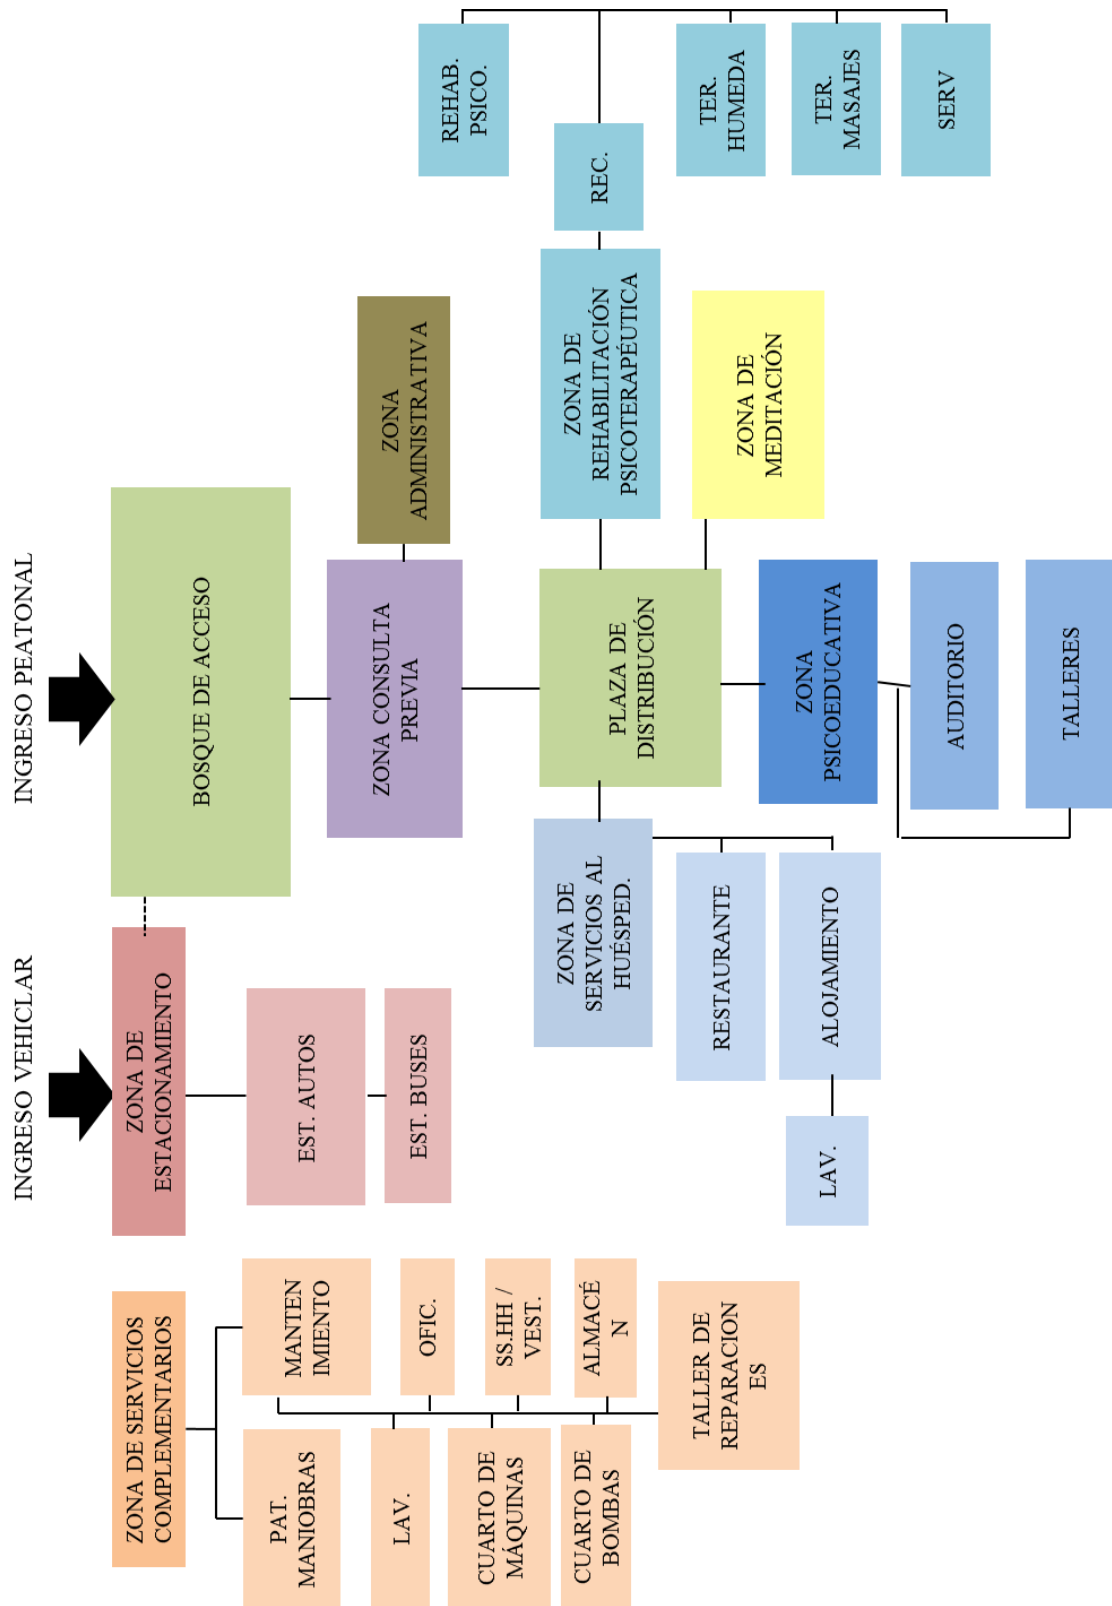 INGRESO VEHICLAR
INGRESO PEATONAL
ZONA DE SERVICIOS
COMPLEMENTARIOS
PAT.
MANIOBRAS
MANTEN
IMIENTO
LAV.
OFIC.
CUARTO DE
MÁQUINAS
SS.HH /
VEST.
CUARTO DE
BOMBAS
ALMACÉ
N
TALLER DE
REPARACION
ES
ZONA DE
ESTACIONAMIENTO
EST. AUTOS
EST. BUSES
BOSQUE DE ACCESO
ZONA CONSULTA
PREVIA
ZONA
ADMINISTRATIVA
PLAZA DE
DISTRIBUCIÓN
ZONA DE
SERVICIOS AL
HUÉSPED.
RESTAURANTE
ALOJAMIENTO
LAV.
ZONA
PSICOEDUCATIVA
AUDITORIO
TALLERES
ZONA DE
REHABILITACIÓN
PSICOTERAPÉUTICA
ZONA DE
MEDITACIÓN
REC.
REHAB.
PSICO.
TER.
HUMEDA
TER.
MASAJES
SERV